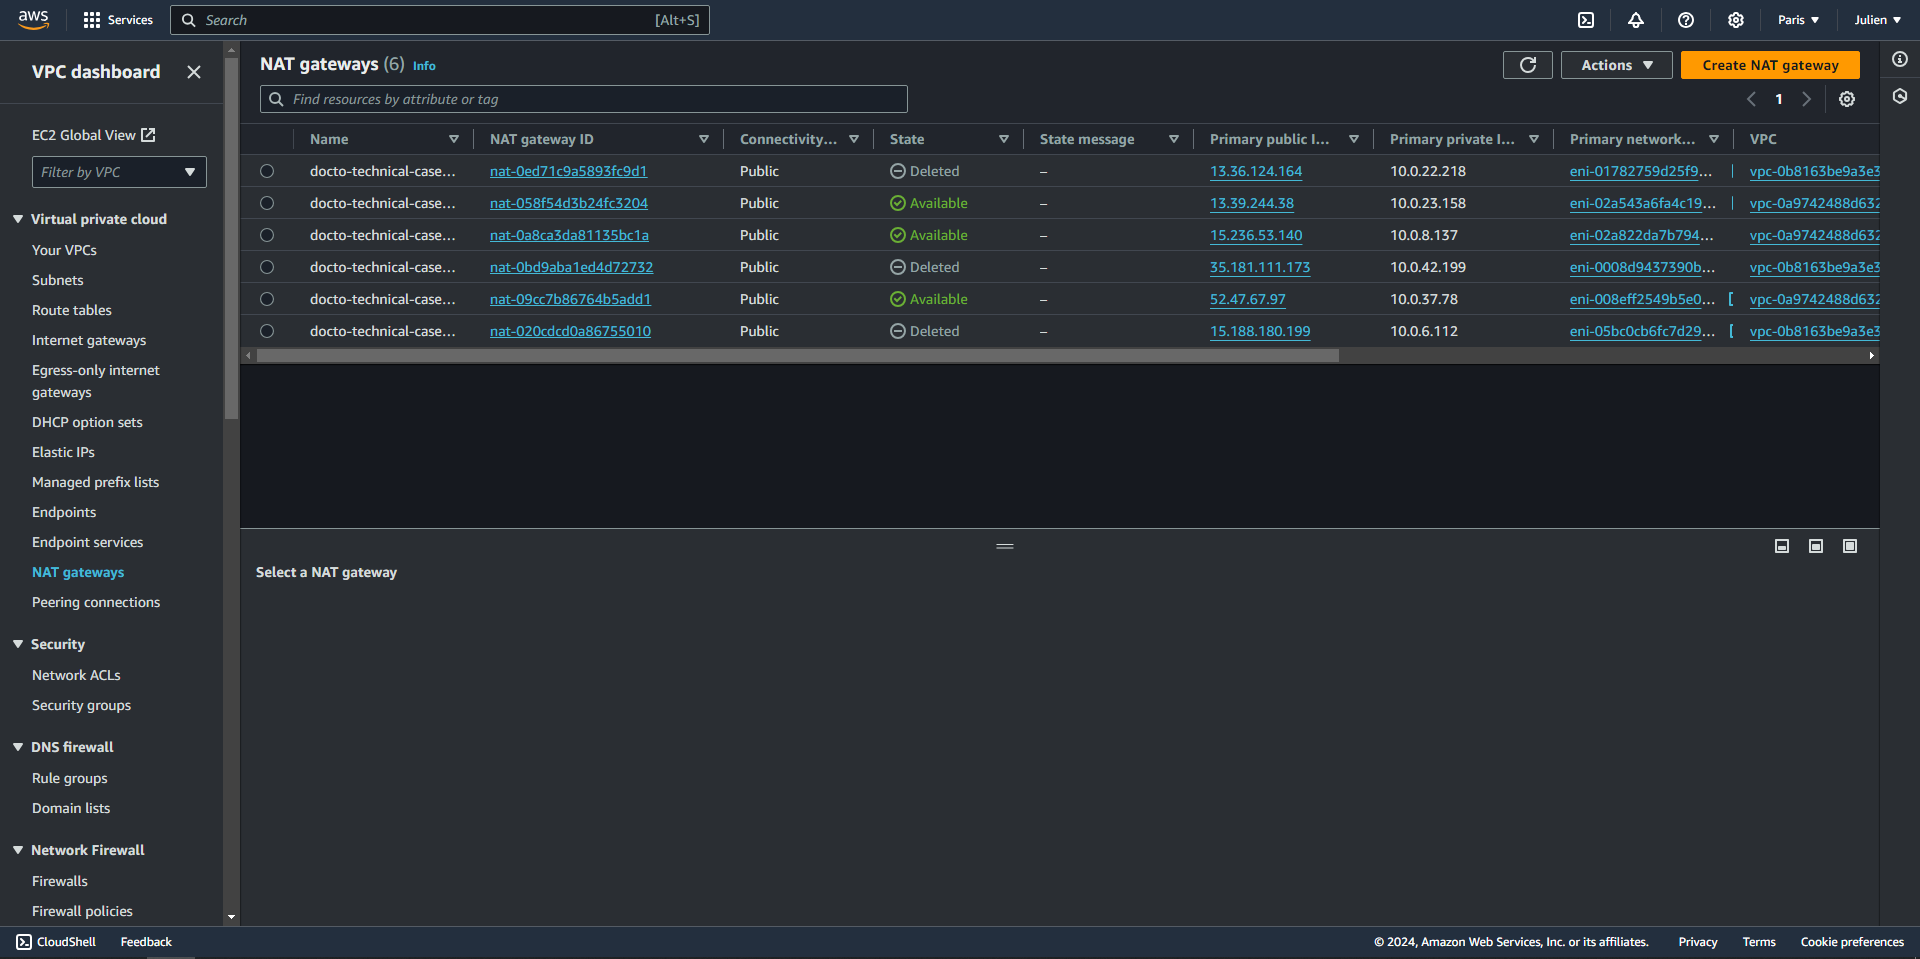 aws
Services
Search
[Alt+S]
Paris
Julien
VPC dashboard
EC2 Global View
Filter by VPC
Virtual private cloud
Your VPCs
Subnets
Route tables
Internet gateways
Egress-only internet
gateways
DHCP option sets
Elastic IPs
Managed prefix lists
Endpoints
Endpoint services
NAT gateways
Peering connections
Security
Network ACLs
Security groups
DNS firewall
Rule groups
Domain lists
Network Firewall
Firewalls
Firewall policies
NAT gateways (6) Info
Actions
Create NAT gateway
Find resources by attribute or tag
1
Name NAT gateway ID Connectivity... State State message Primary public I... Primary private I... Primary network... VPC
docto-technical-case... nat-0ed71c9a5893fc9d1 Public Deleted – 13.36.124.164 10.0.22.218 eni-01782759d25f9... vpc-0b8163be9a3e3
docto-technical-case... nat-058f54d3b24fc3204 Public Available – 13.39.244.38 10.0.23.158 eni-02a543a6fa4c19... vpc-0a9742488d632
docto-technical-case... nat-0a8ca3da81135bc1a Public Available – 15.236.53.140 10.0.8.137 eni-02a822da7b794... vpc-0a9742488d632
docto-technical-case... nat-0bd9aba1ed4d72732 Public Deleted – 35.181.111.173 10.0.42.199 eni-0008d9437390b... vpc-0b8163be9a3e3
docto-technical-case... nat-09cc7b86764b5add1 Public Available – 52.47.67.97 10.0.37.78 eni-008eff2549b5e0... vpc-0a9742488d632
docto-technical-case... nat-020cdcd0a86755010 Public Deleted – 15.188.180.199 10.0.6.112 eni-05bc0cb6fc7d29... vpc-0b8163be9a3e3
Select a NAT gateway
CloudShell
Feedback
© 2024, Amazon Web Services, Inc. or its affiliates.
Privacy
Terms
Cookie preferences